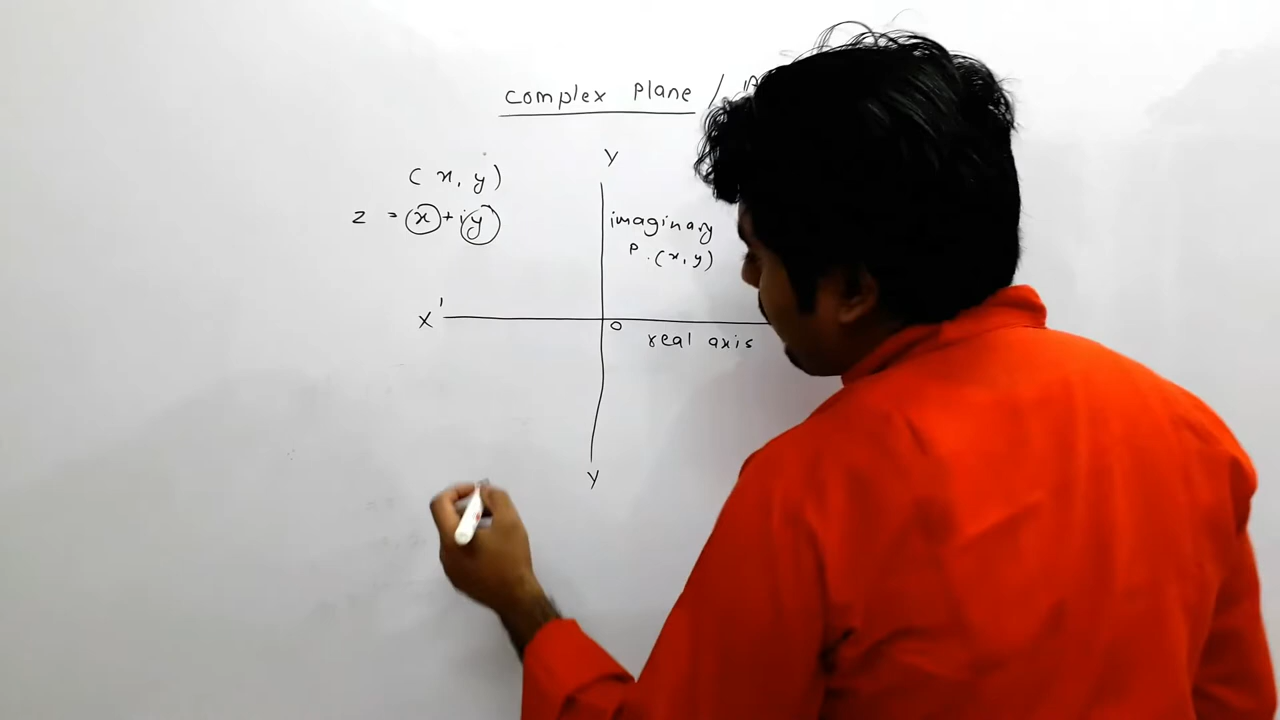 complex plane /
Y
( x, y )
z = x + iy
imaginary
P . (x, y)
X'
O
real axis
Y